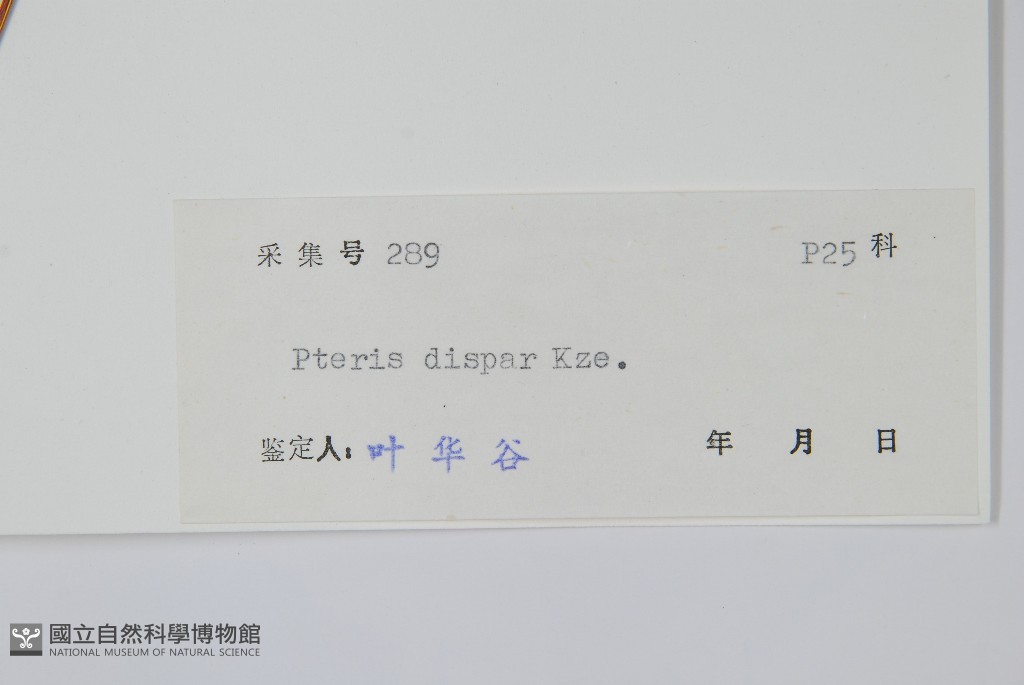 采集号 289 P25 科
Pteris dispar Kze.
鉴定人: 叶华谷 年 月 日
國立自然科學博物館
NATIONAL MUSEUM OF NATURAL SCIENCE